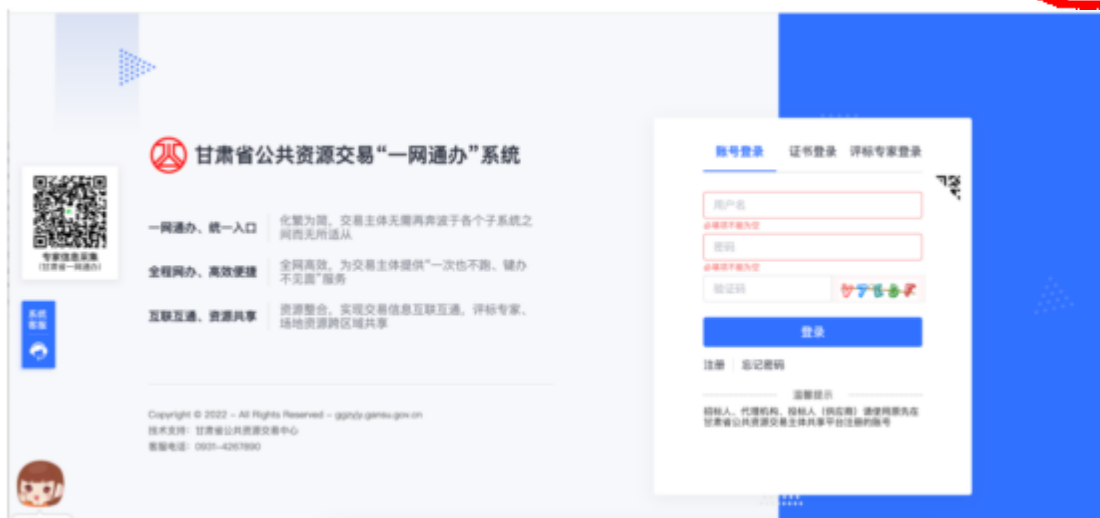 甘肃省公共资源交易“一网通办”系统
专家信息采集
(甘肃省一网通办)
系统
客服
一网通办、统一入口
化繁为简，交易主体无需再奔波于各个子系统之
间而无所适从
全程网办、高效便捷
全网高效，为交易主体提供“一次也不跑、键办
不见面”服务
互联互通、资源共享
资源整合，实现交易信息互联互通，评标专家、
场地资源跨区域共享
Copyright © 2022 - All Rights Reserved - ggzyjy.gansu.gov.cn
技术支持：甘肃省公共资源交易中心
客服电话：0931-4267890
账号登录 证书登录 评标专家登录
用户名
必填项不能为空
密码
必填项不能为空
验证码
登录
注册 忘记密码
温馨提示
招标人、代理机构、投标人（供应商）请使用原先在
甘肃省公共资源交易主体共享平台注册的账号